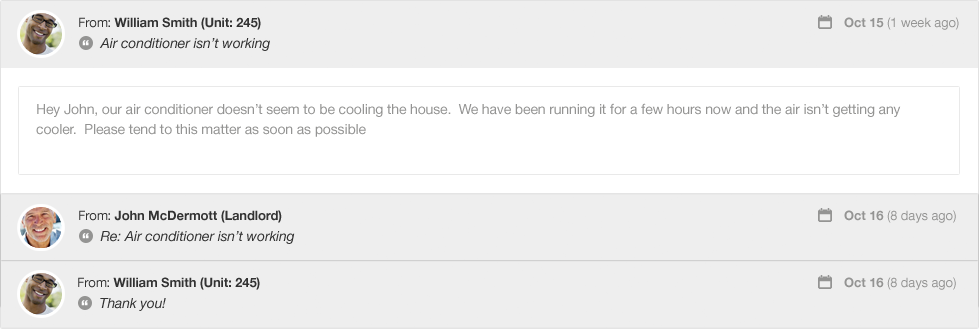 From: William Smith (Unit: 245)
Oct 15 (1 week ago)
Air conditioner isn't working
Hey John, our air conditioner doesn't seem to be cooling the house.  We have been running it for a few hours now and the air isn't getting any
cooler.  Please tend to this matter as soon as possible
From: John McDermott (Landlord)
Oct 16 (8 days ago)
Re: Air conditioner isn't working
From: William Smith (Unit: 245)
Oct 16 (8 days ago)
Thank you!